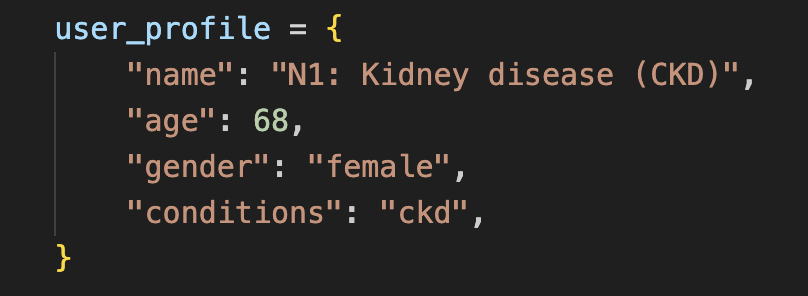 user_profile = {
    "name": "N1: Kidney disease (CKD)",
    "age": 68,
    "gender": "female",
    "conditions": "ckd",
}